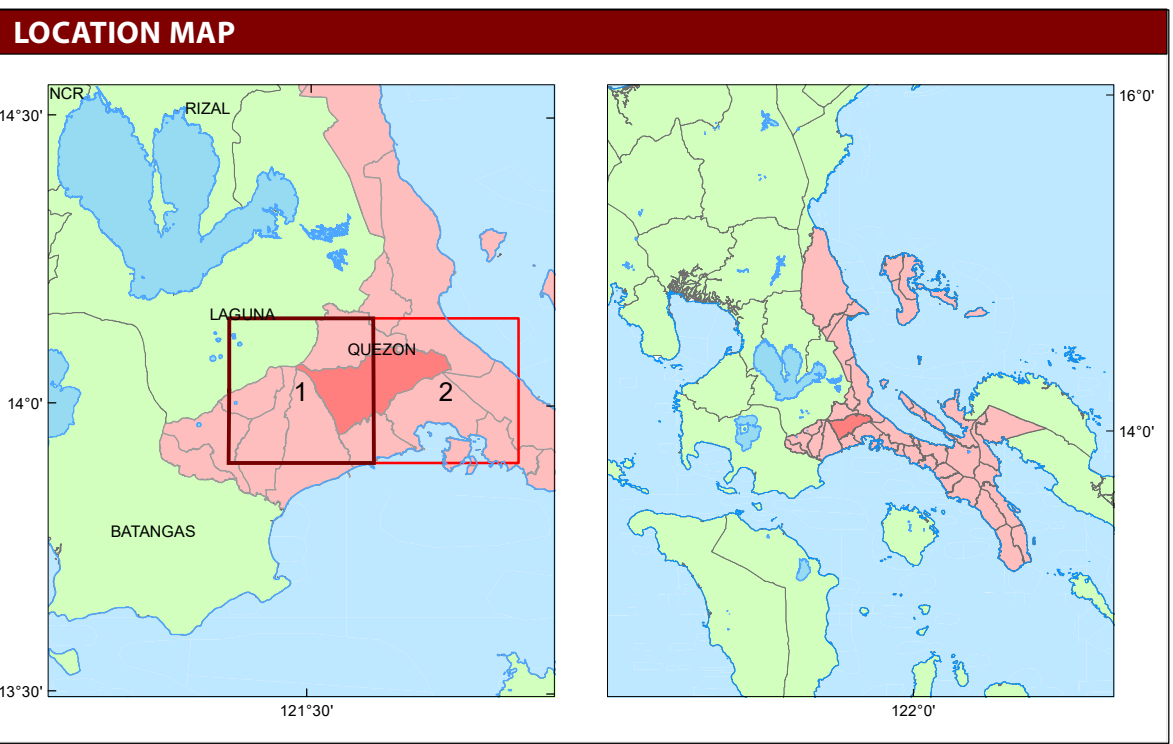 LOCATION MAP
NCR
14°30'
RIZAL
16°0'
LAGUNA
QUEZON
1
2
14°0'
14°0'
BATANGAS
13°30'
121°30'
122°0'